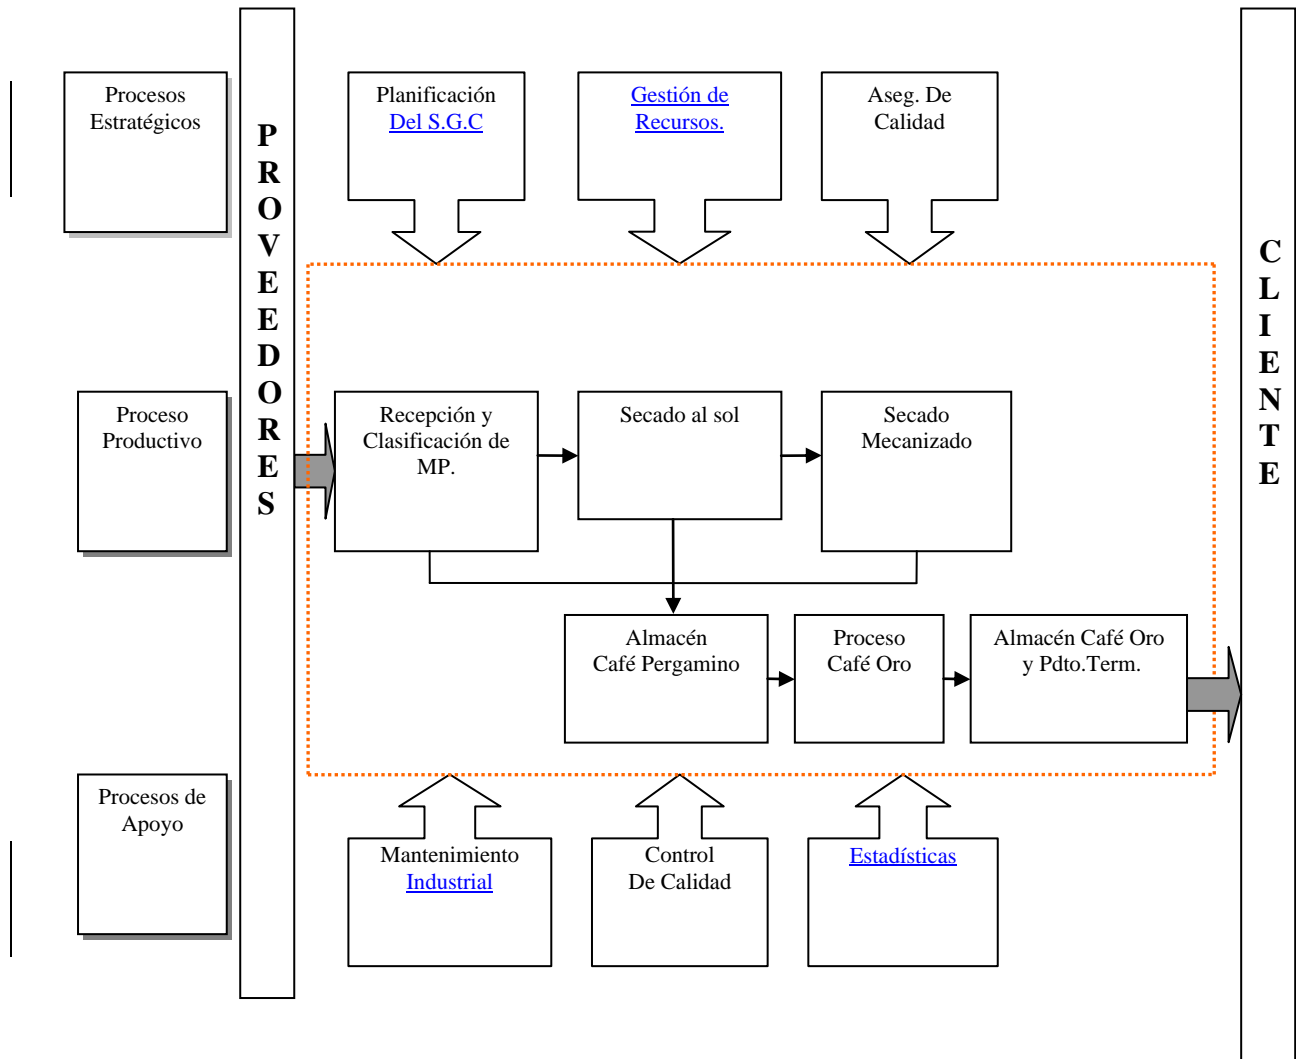 Procesos
Estratégicos
PROVEEDORES
Planificación
Del S.G.C
Gestión de
Recursos.
Aseg. De
Calidad
CLIENTE
Proceso
Productivo
Recepción y
Clasificación de
MP.
Secado al sol
Secado
Mecanizado
Almacén
Café Pergamino
Proceso
Café Oro
Almacén Café Oro
y Pdto.Term.
Procesos de
Apoyo
Mantenimiento
Industrial
Control
De Calidad
Estadísticas